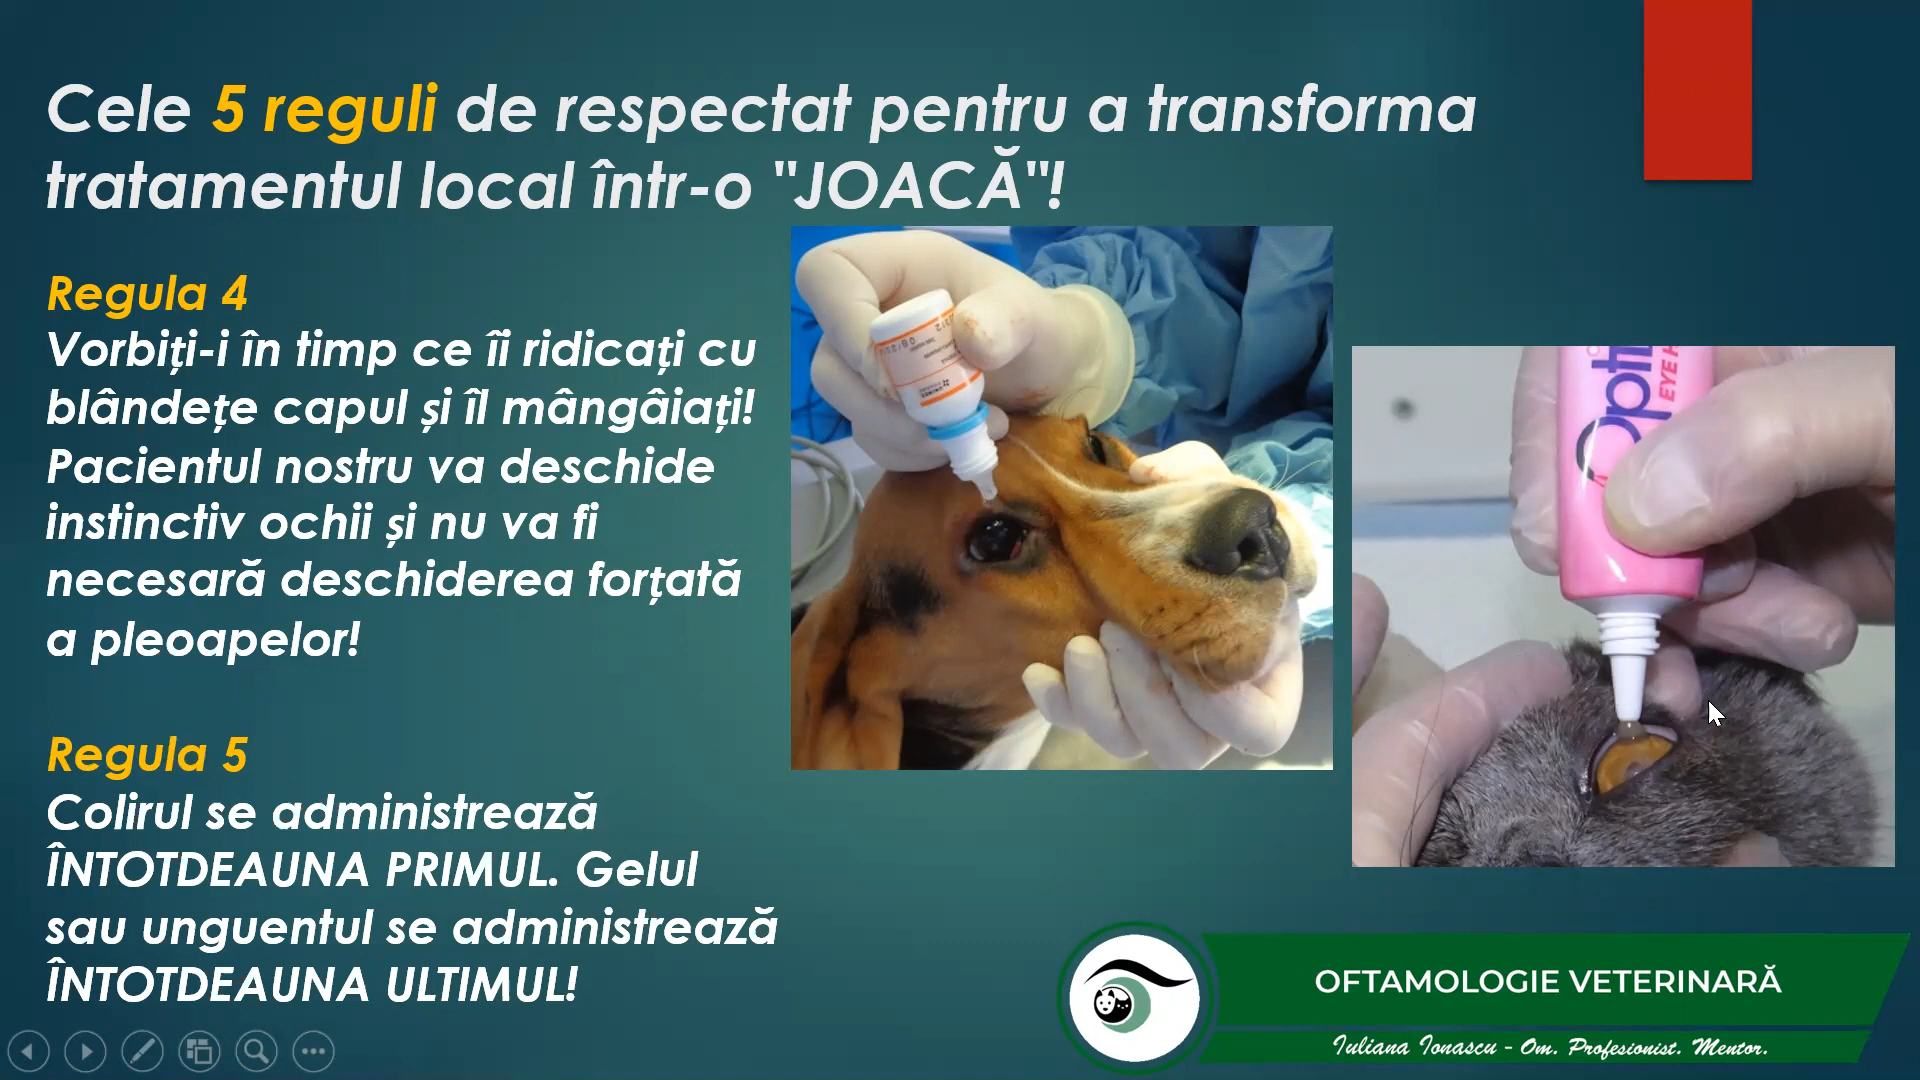 Cele 5 reguli de respectat pentru a transforma
tratamentul local într-o "JOACĂ"!
Regula 4
Vorbiți-i în timp ce îi ridicați cu
blândețe capul și îl mângâiați!
Pacientul nostru va deschide
instinctiv ochii și nu va fi
necesară deschiderea forțată
a pleoapelor!
Regula 5
Colirul se administrează
ÎNTOTDEAUNA PRIMUL. Gelul
sau unguentul se administrează
ÎNTOTDEAUNA ULTIMUL!
Opti
EYE
OFTAMOLOGIE VETERINARĂ
Iuliana Ionascu - Om. Profesionist. Mentor.